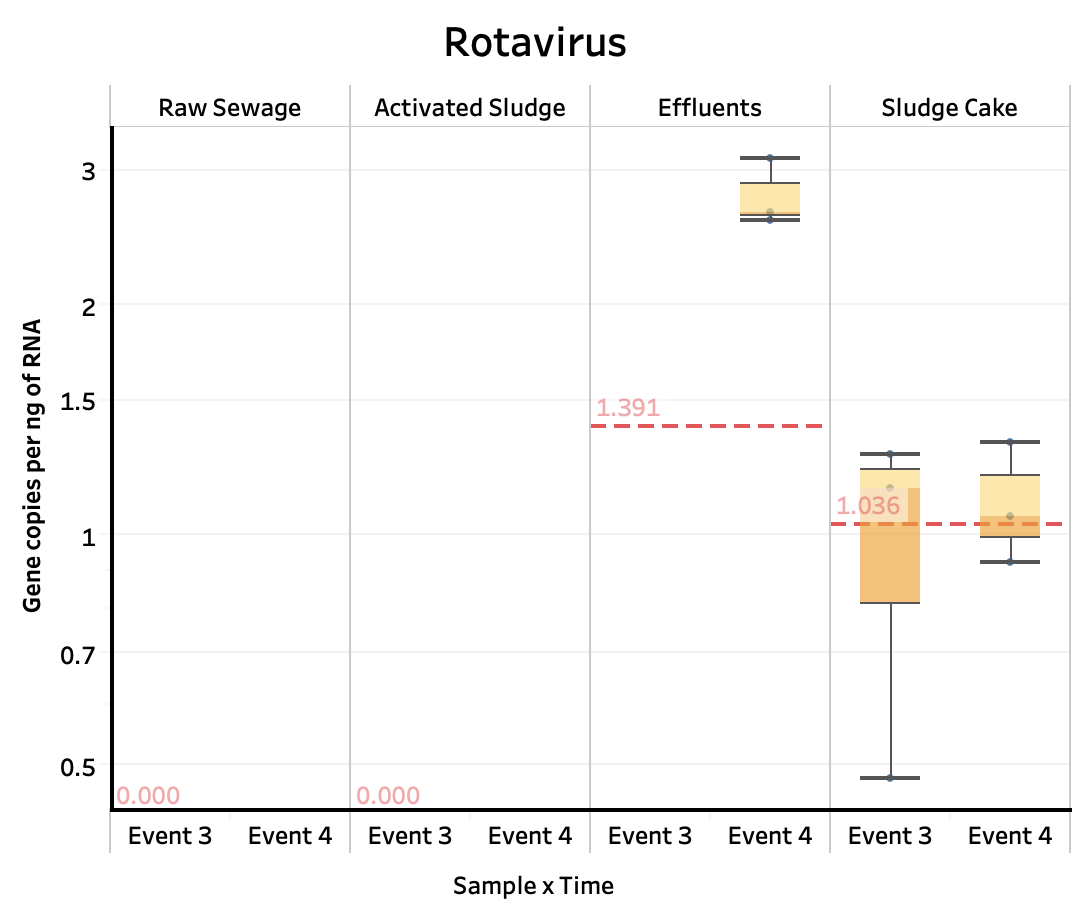 Rotavirus
Raw Sewage Activated Sludge Effluents Sludge Cake
3
2
1.5
1
0.7
0.5
Gene copies per ng of RNA
1.391
1.036
0.000 0.000
Event 3 Event 4 Event 3 Event 4 Event 3 Event 4 Event 3 Event 4
Sample x Time